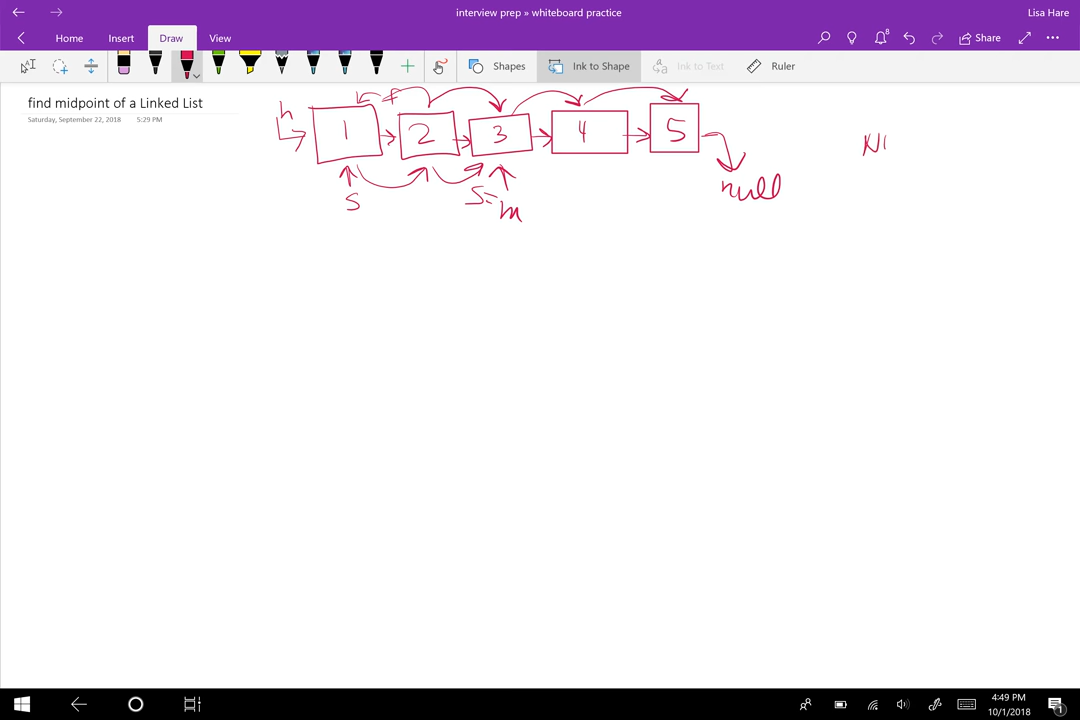 interview prep » whiteboard practice
Lisa Hare
Home
Insert
Draw
View
8
Share
Shapes
Ink to Shape
Ink to Text
Ruler
find midpoint of a Linked List
Saturday, September 22, 2018
5:29 PM
h
f
1
2
3
4
5
null
s
s=m
4:49 PM
10/1/2018
1